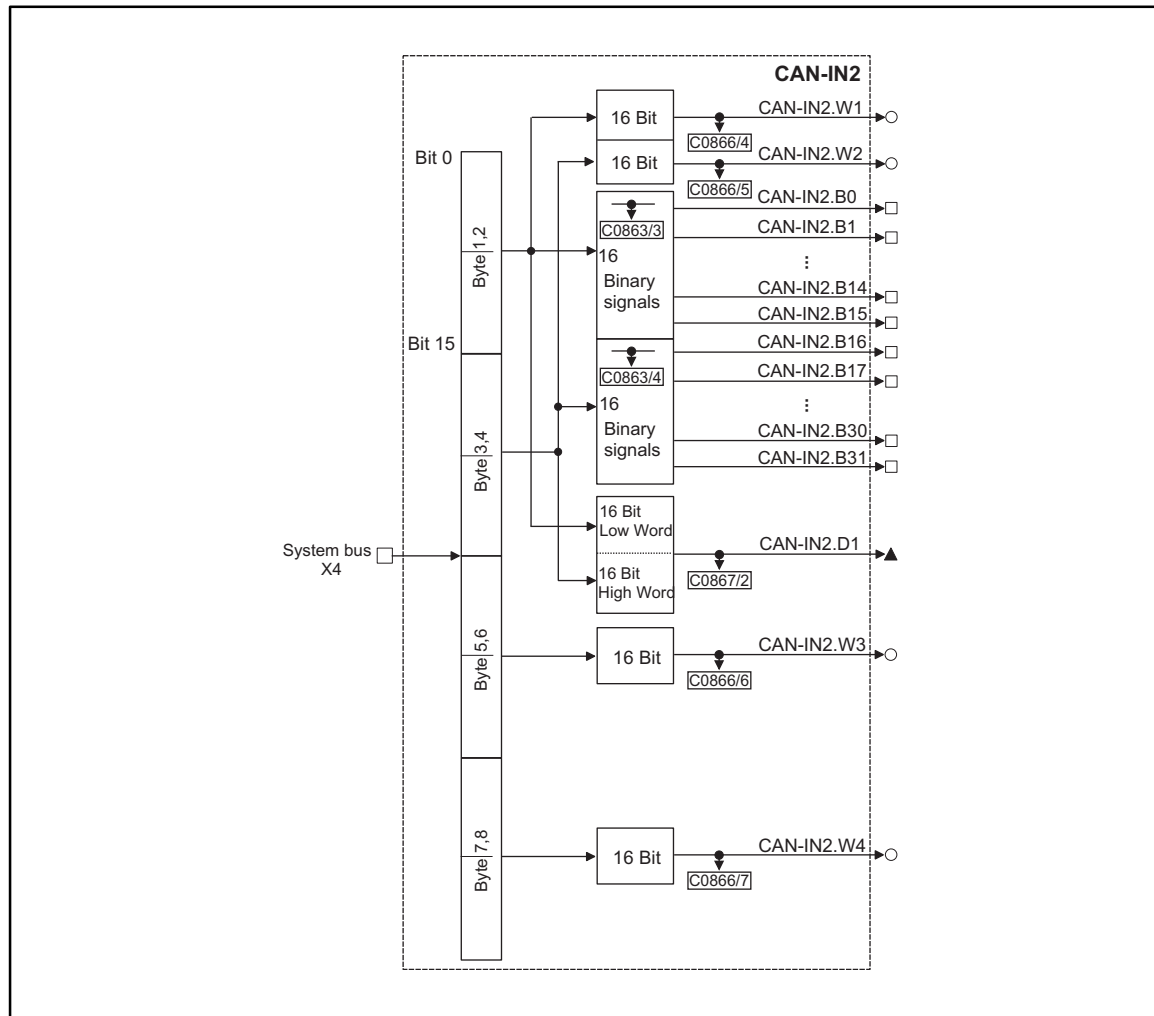 CAN-IN2
16 Bit
CAN-IN2.W1
C0866/4
Bit 0
16 Bit
CAN-IN2.W2
C0866/5
CAN-IN2.B0
C0863/3
CAN-IN2.B1
Byte 1,2
16
Binary
signals
...
CAN-IN2.B14
CAN-IN2.B15
Bit 15
CAN-IN2.B16
C0863/4
CAN-IN2.B17
16
Binary
signals
...
CAN-IN2.B30
Byte 3,4
CAN-IN2.B31
16 Bit
Low Word
System bus
X4
CAN-IN2.D1
16 Bit
High Word
C0867/2
Byte 5,6
16 Bit
CAN-IN2.W3
C0866/6
Byte 7,8
16 Bit
CAN-IN2.W4
C0866/7